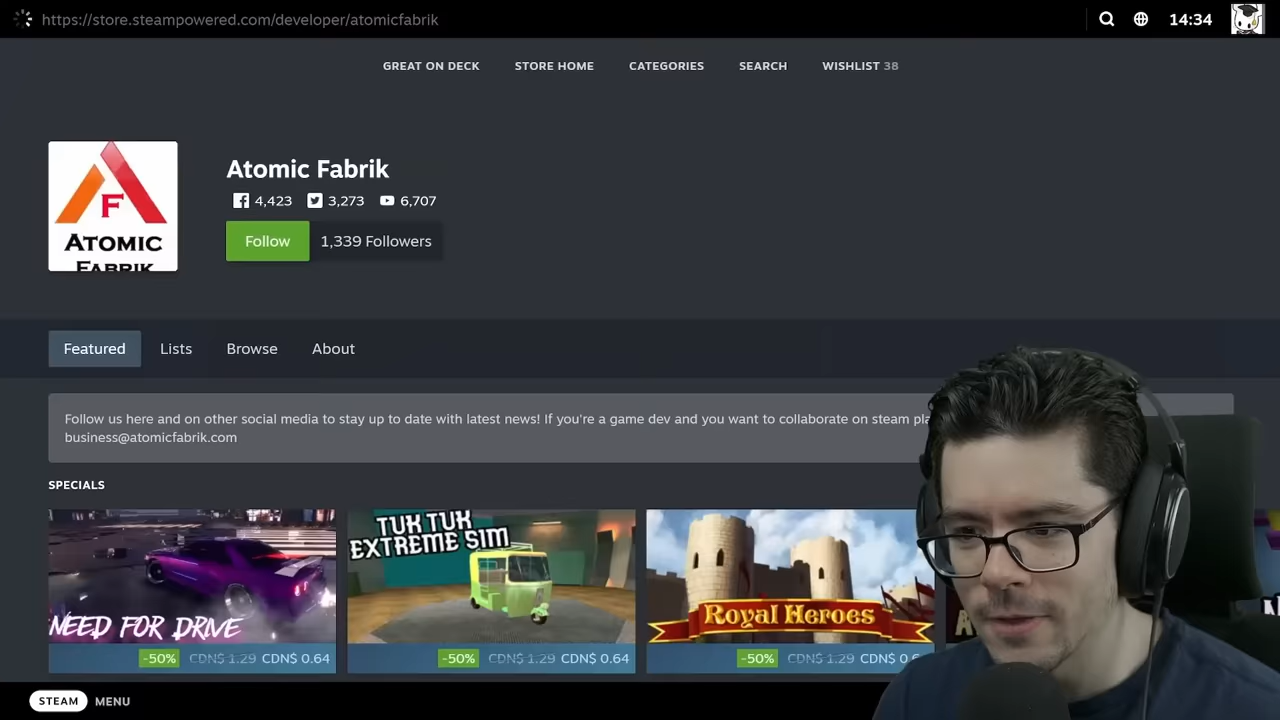 https://store.steampowered.com/developer/atomicfabrik
14:34
GREAT ON DECK
STORE HOME
CATEGORIES
SEARCH
WISHLIST 38
F
ATOMIC
FABRIK
Atomic Fabrik
4,423
3,273
6,707
Follow
1,339 Followers
Featured
Lists
Browse
About
Follow us here and on other social media to stay up to date with latest news! If you're a game dev and you want to collaborate on steam
business@atomicfabrik.com
SPECIALS
NEED FOR DRIVE
-50% CDN$ 1.29 CDN$ 0.64
TUK TUK
EXTREME SIM
-50% CDN$ 1.29 CDN$ 0.64
Royal Heroes
-50% CDN$ 1.29 CDN$
STEAM
MENU